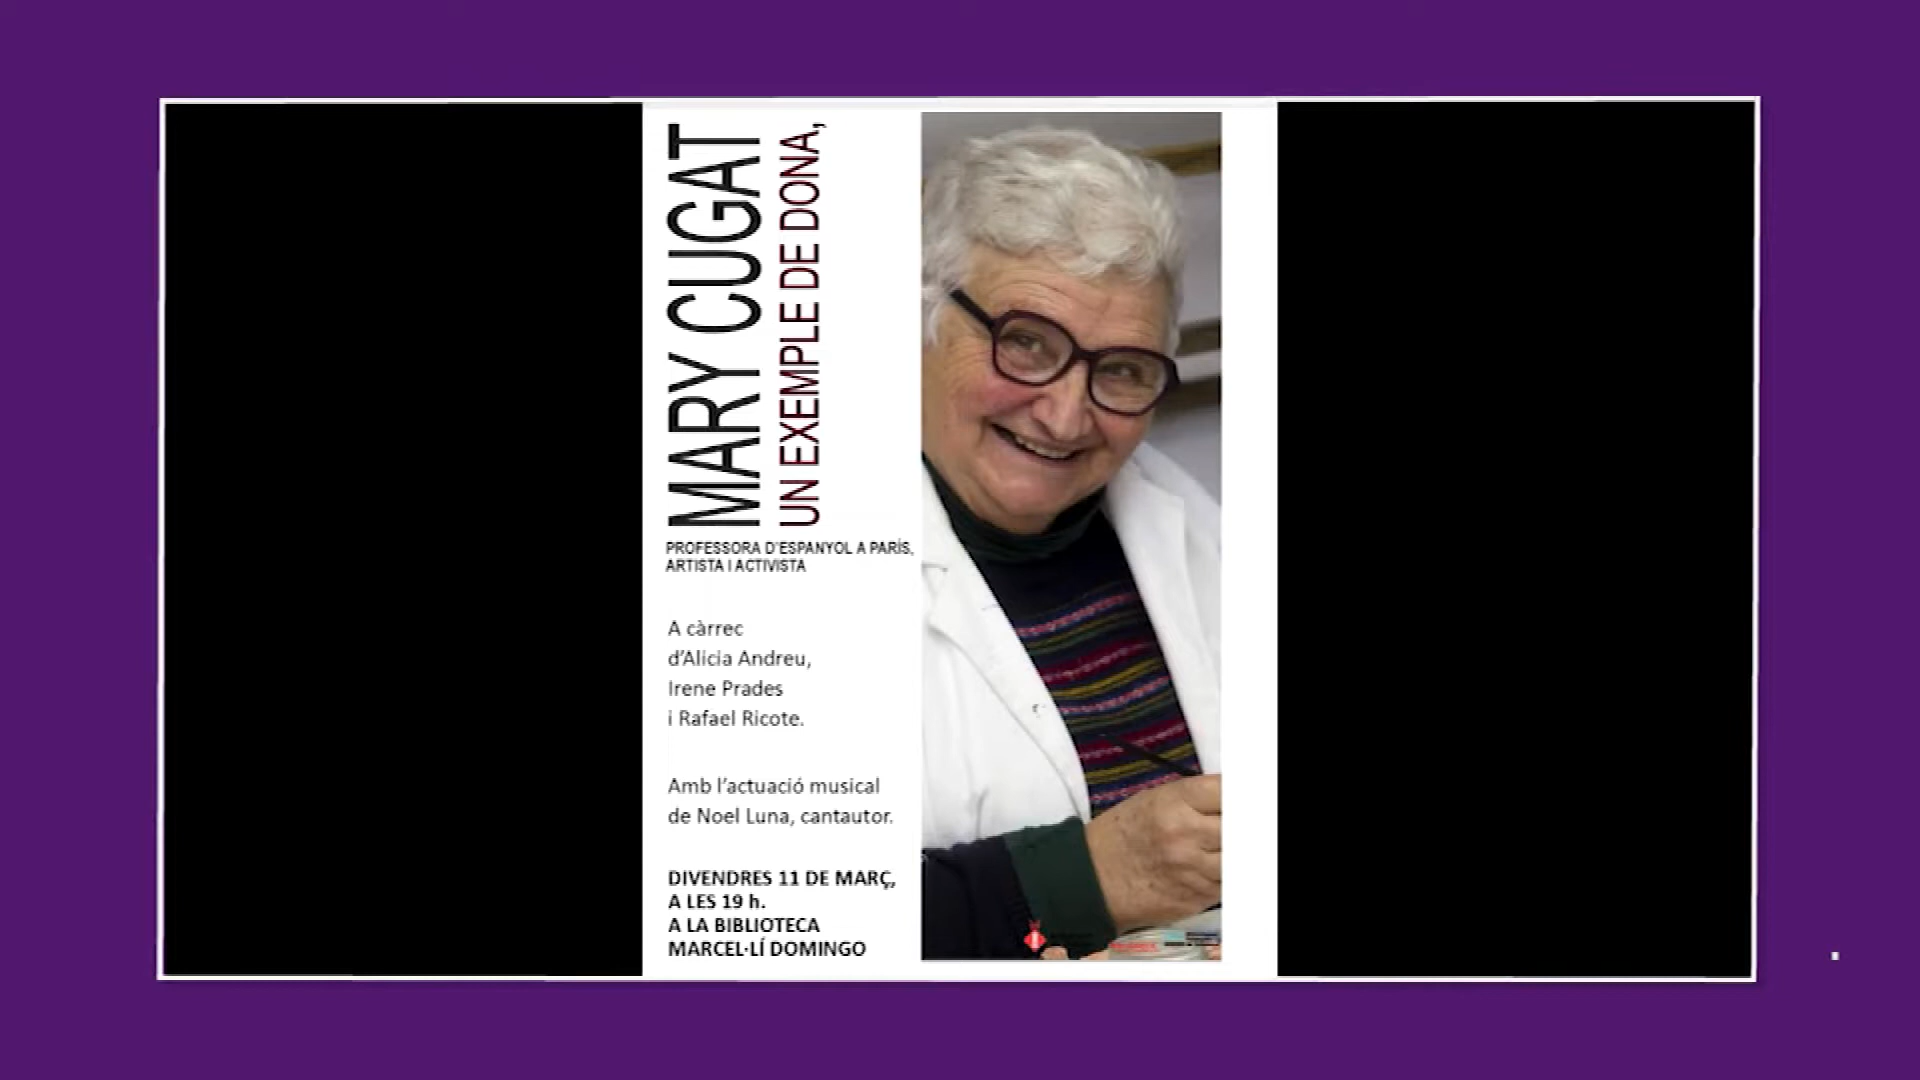 MARY CUGAT
UN EXEMPLE DE DONA,
PROFESSORA D'ESPANYOL A PARÍS,
ARTISTA I ACTIVISTA
A càrrec
d'Alicia Andreu,
Irene Prades
i Rafael Ricote.
Amb l'actuació musical
de Noel Luna, cantautor.
DIVENDRES 11 DE MARÇ,
A LES 19 h.
A LA BIBLIOTECA
MARCEL·LÍ DOMINGO